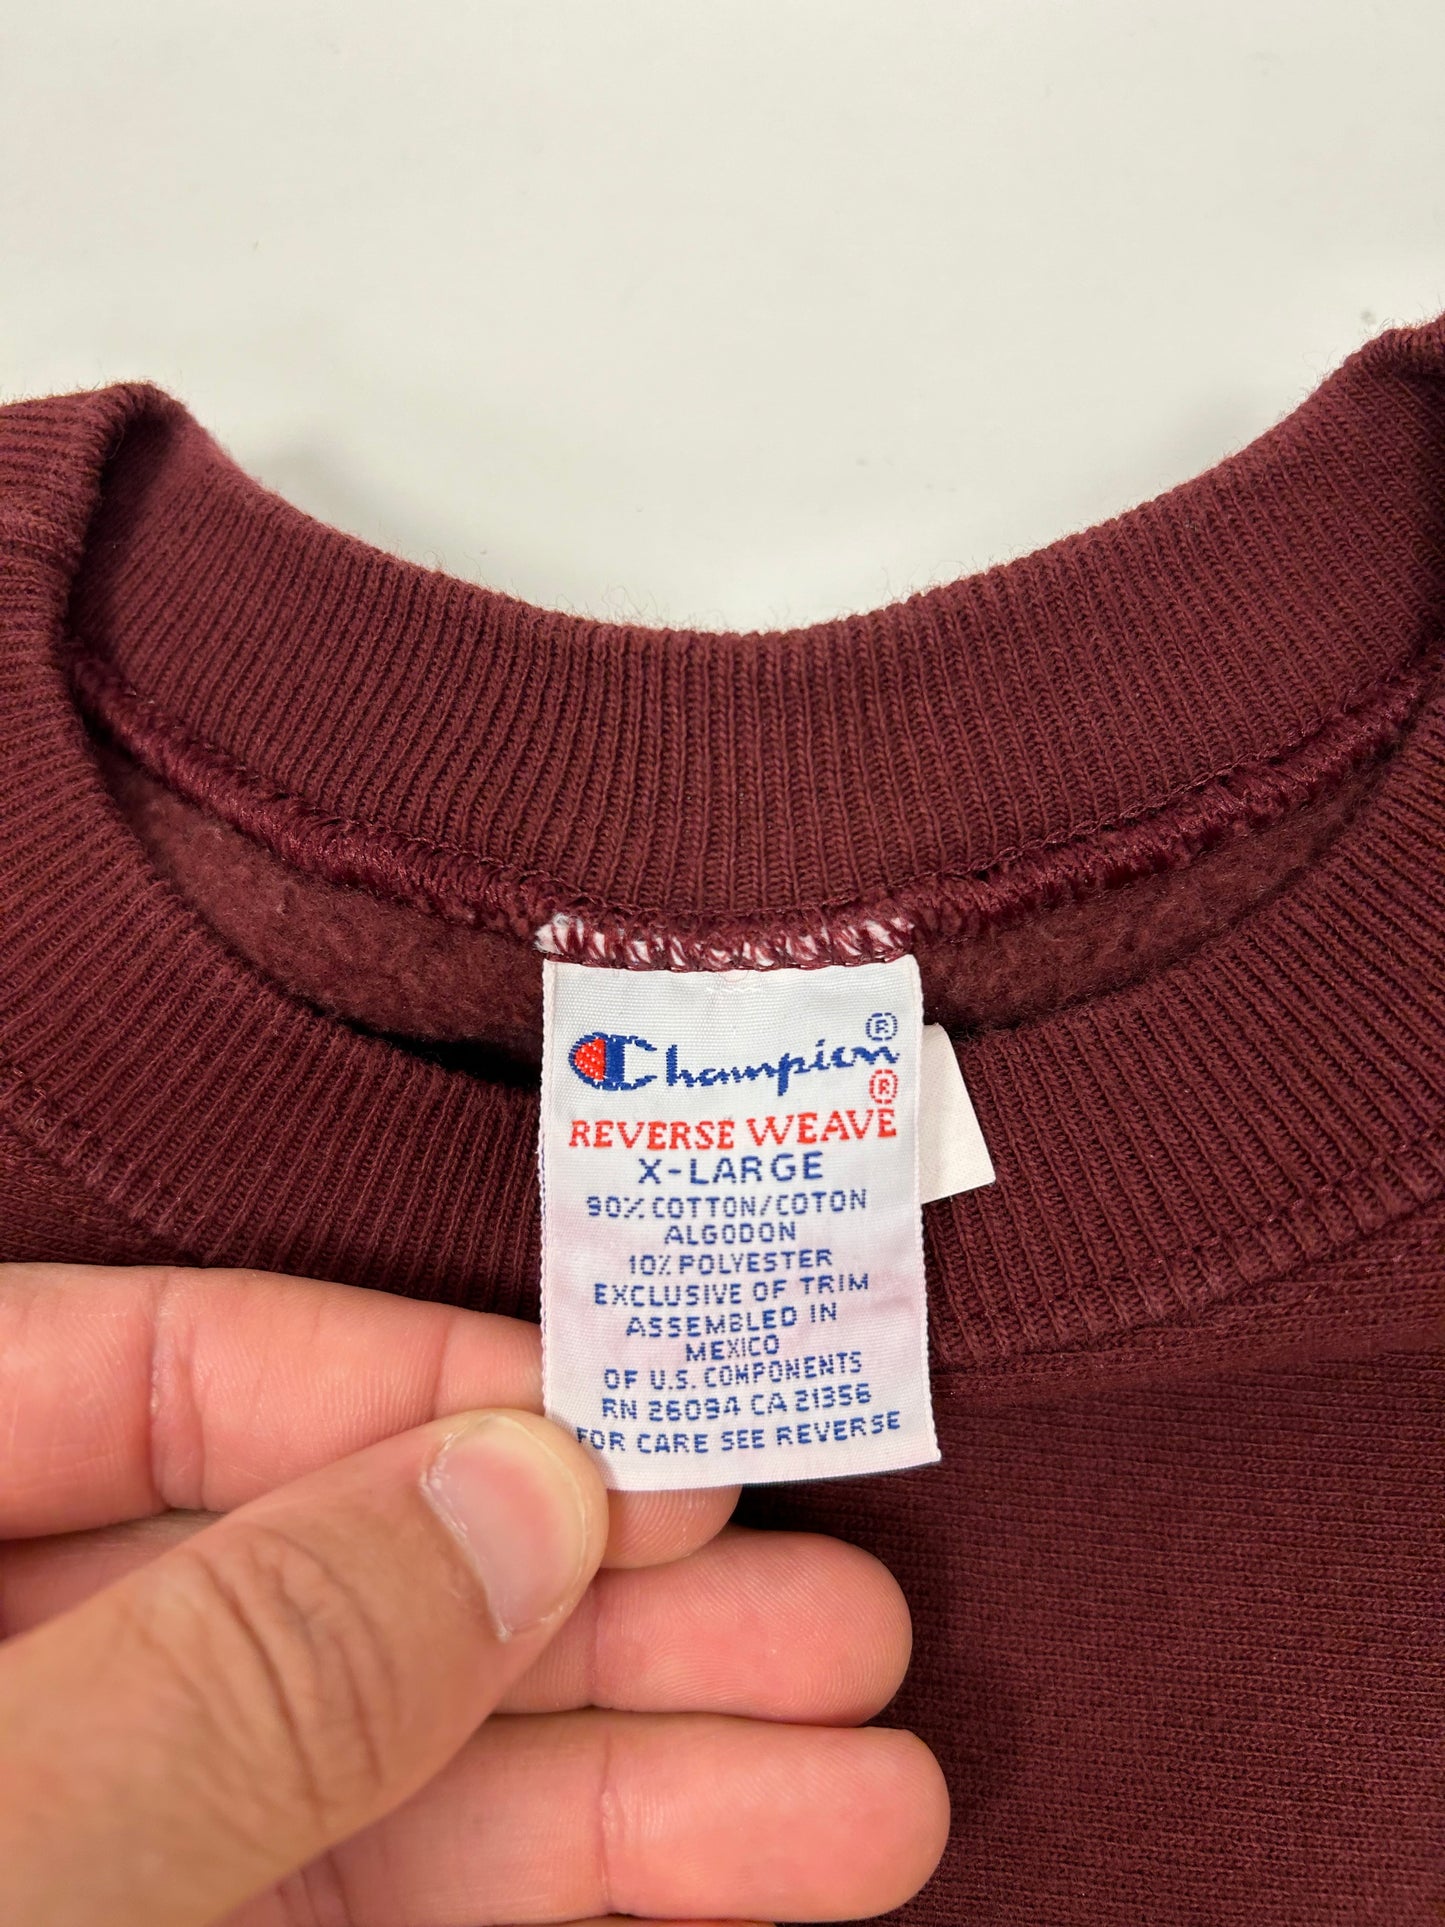 Champion®
®
REVERSE WEAVE
X-LARGE
90% COTTON/COTON
ALGODON
10% POLYESTER
EXCLUSIVE OF TRIM
ASSEMBLED IN
MEXICO
OF U.S. COMPONENTS
RN 26094 CA 21356
FOR CARE SEE REVERSE